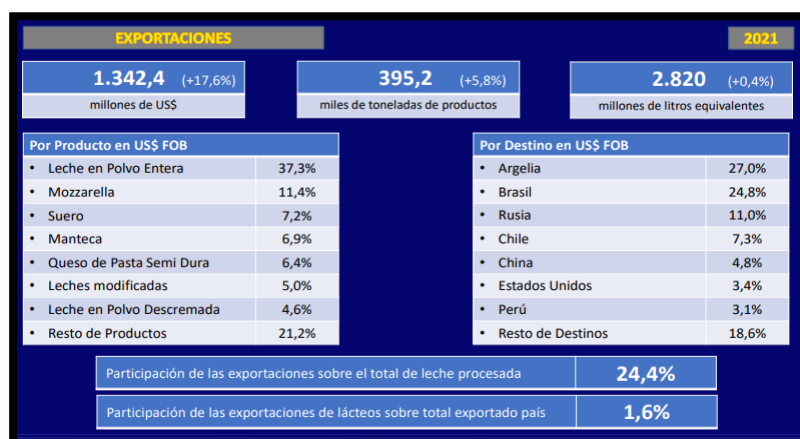 EXPORTACIONES 2021
1.342,4 (+17,6%) 395,2 (+5,8%) 2.820 (+0,4%)
millones de US$ miles de toneladas de productos millones de litros equivalentes
Por Producto en US$ FOB
• Leche en Polvo Entera 37,3%
• Mozzarella 11,4%
• Suero 7,2%
• Manteca 6,9%
• Queso de Pasta Semi Dura 6,4%
• Leches modificadas 5,0%
• Leche en Polvo Descremada 4,6%
• Resto de Productos 21,2%
Por Destino en US$ FOB
• Argelia 27,0%
• Brasil 24,8%
• Rusia 11,0%
• Chile 7,3%
• China 4,8%
• Estados Unidos 3,4%
• Perú 3,1%
• Resto de Destinos 18,6%
Participación de las exportaciones sobre el total de leche procesada 24,4%
Participación de las exportaciones de lácteos sobre total exportado país 1,6%